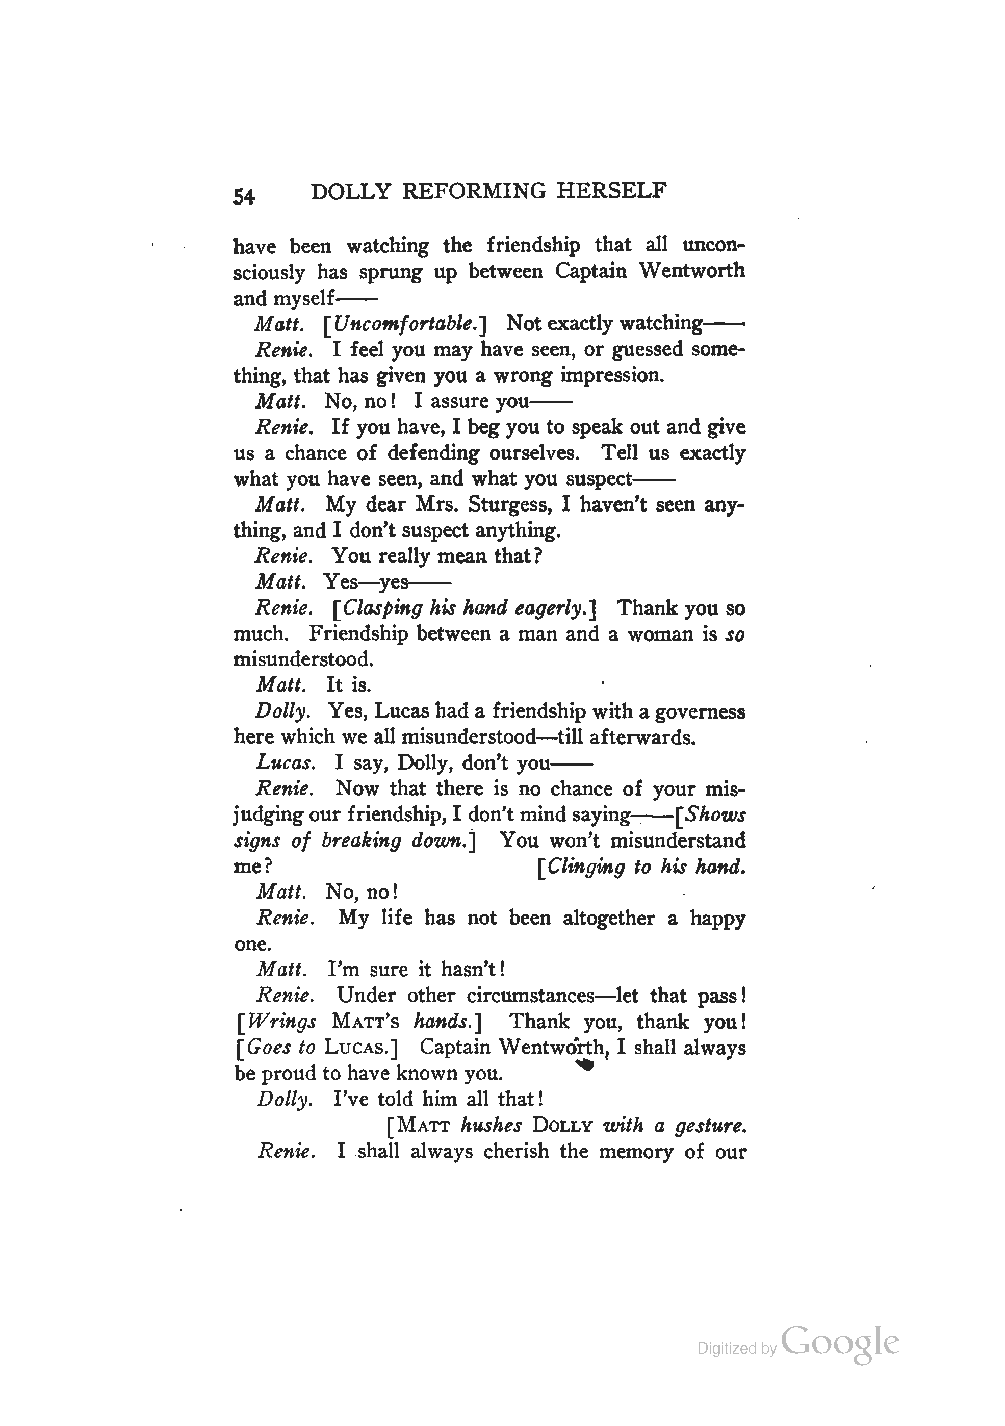 54 DOLLY REFORMING HERSELF
have been watching the friendship that all uncon-
sciously has sprung up between Captain Wentworth
and myself——
Matt. [Uncomfortable.] Not exactly watching——
Renie. I feel you may have seen, or guessed some-
thing, that has given you a wrong impression.
Matt. No, no! I assure you——
Renie. If you have, I beg you to speak out and give
us a chance of defending ourselves. Tell us exactly
what you have seen, and what you suspect——
Matt. My dear Mrs. Sturgess, I haven't seen any-
thing, and I don't suspect anything.
Renie. You really mean that?
Matt. Yes—yes——
Renie. [Clasping his hand eagerly.] Thank you so
much. Friendship between a man and a woman is so
misunderstood.
Matt. It is.
Dolly. Yes, Lucas had a friendship with a governess
here which we all misunderstood—till afterwards.
Lucas. I say, Dolly, don't you——
Renie. Now that there is no chance of your mis-
judging our friendship, I don't mind saying——[Shows
signs of breaking down.] You won't misunderstand
me? [Clinging to his hand.
Matt. No, no!
Renie. My life has not been altogether a happy
one.
Matt. I'm sure it hasn't!
Renie. Under other circumstances—let that pass!
[Wrings MATT's hands.] Thank you, thank you!
[Goes to LUCAS.] Captain Wentworth, I shall always
be proud to have known you.
Dolly. I've told him all that!
[MATT hushes DOLLY with a gesture.
Renie. I shall always cherish the memory of our
Digitized by Google